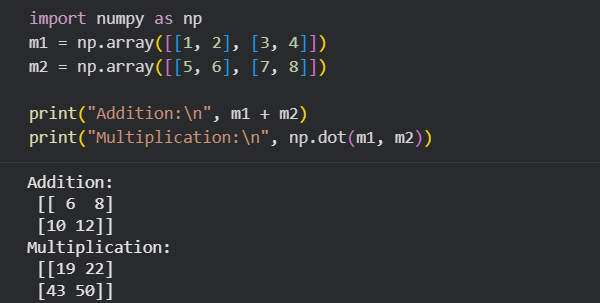 import numpy as np
m1 = np.array([[1, 2], [3, 4]])
m2 = np.array([[5, 6], [7, 8]])
print("Addition:\n", m1 + m2)
print("Multiplication:\n", np.dot(m1, m2))
Addition:
 [[ 6  8]
 [10 12]]
Multiplication:
 [[19 22]
 [43 50]]